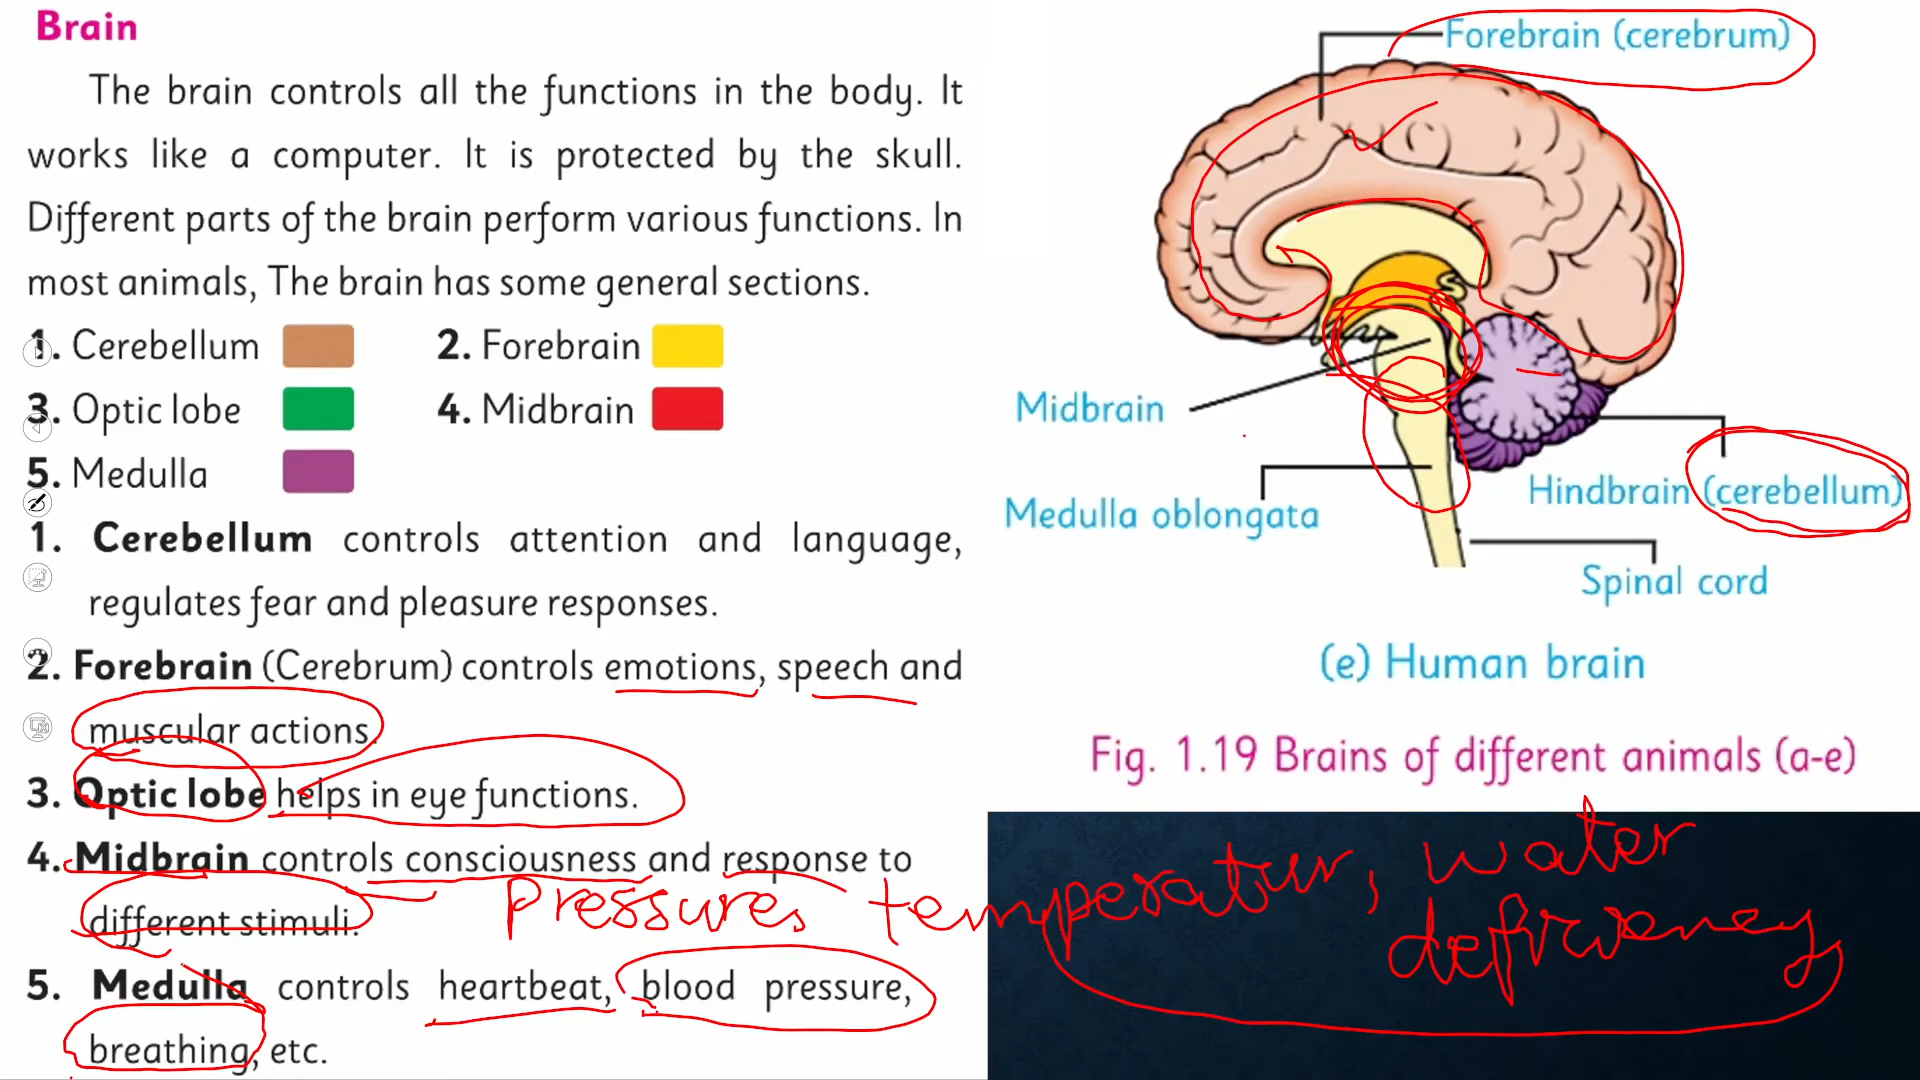 Brain
The brain controls all the functions in the body. It
works like a computer. It is protected by the skull.
Different parts of the brain perform various functions. In
most animals, The brain has some general sections.
1. Cerebellum 2. Forebrain
3. Optic lobe 4. Midbrain
5. Medulla
1. Cerebellum controls attention and language,
regulates fear and pleasure responses.
2. Forebrain (Cerebrum) controls emotions, speech and
muscular actions.
3. Optic lobe helps in eye functions.
4. Midbrain controls consciousness and response to
different stimuli.
5. Medulla controls heartbeat, blood pressure,
breathing, etc.
Forebrain (cerebrum)
Midbrain
Medulla oblongata
Hindbrain (cerebellum)
Spinal cord
(e) Human brain
Fig. 1.19 Brains of different animals (a-e)
Pressures, temperatur, water